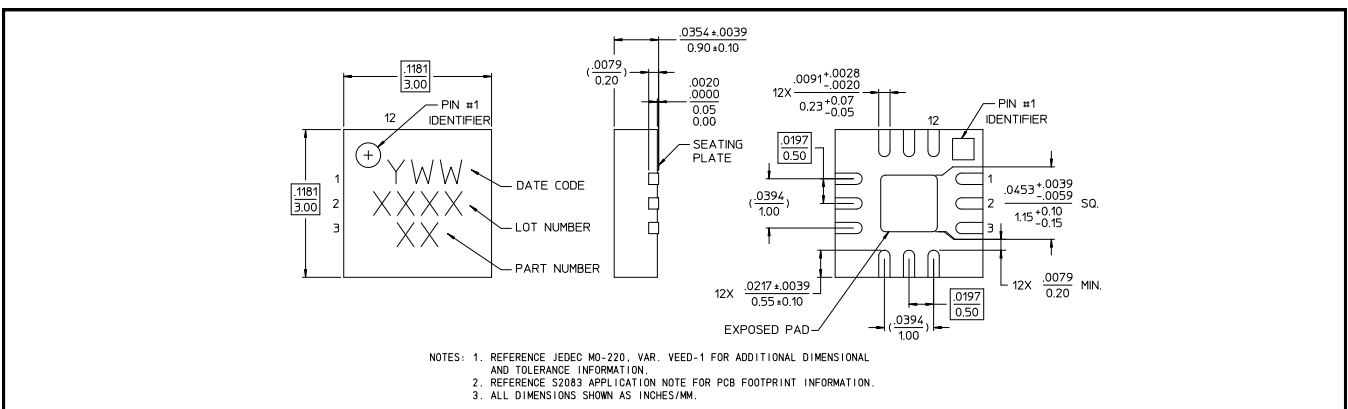 .1181
3.00
PIN #1
IDENTIFIER
12
.1181
3.00
1
2
3
YWW
XXXX
XX
DATE CODE
LOT NUMBER
PART NUMBER
.0354±.0039
0.90±0.10
(.0079)
0.20
.0020
.0000
0.05
0.00
SEATING
PLATE
12X .0091 +.0028 -.0020
0.23 +0.07 -0.05
12
PIN #1
IDENTIFIER
.0197
0.50
(.0394)
1.00
1
2
3
.0453 +.0039 -.0059 SQ.
1.15 +0.10 -0.15
12X .0217±.0039
0.55±0.10
.0197
0.50
12X .0079 MIN.
0.20
EXPOSED PAD
(.0394)
1.00
NOTES: 1. REFERENCE JEDEC MO-220, VAR. VEED-1 FOR ADDITIONAL DIMENSIONAL
AND TOLERANCE INFORMATION.
2. REFERENCE S2083 APPLICATION NOTE FOR PCB FOOTPRINT INFORMATION.
3. ALL DIMENSIONS SHOWN AS INCHES/MM.